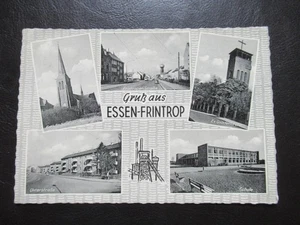 Gruß aus
ESSEN-FRINTROP
Schule